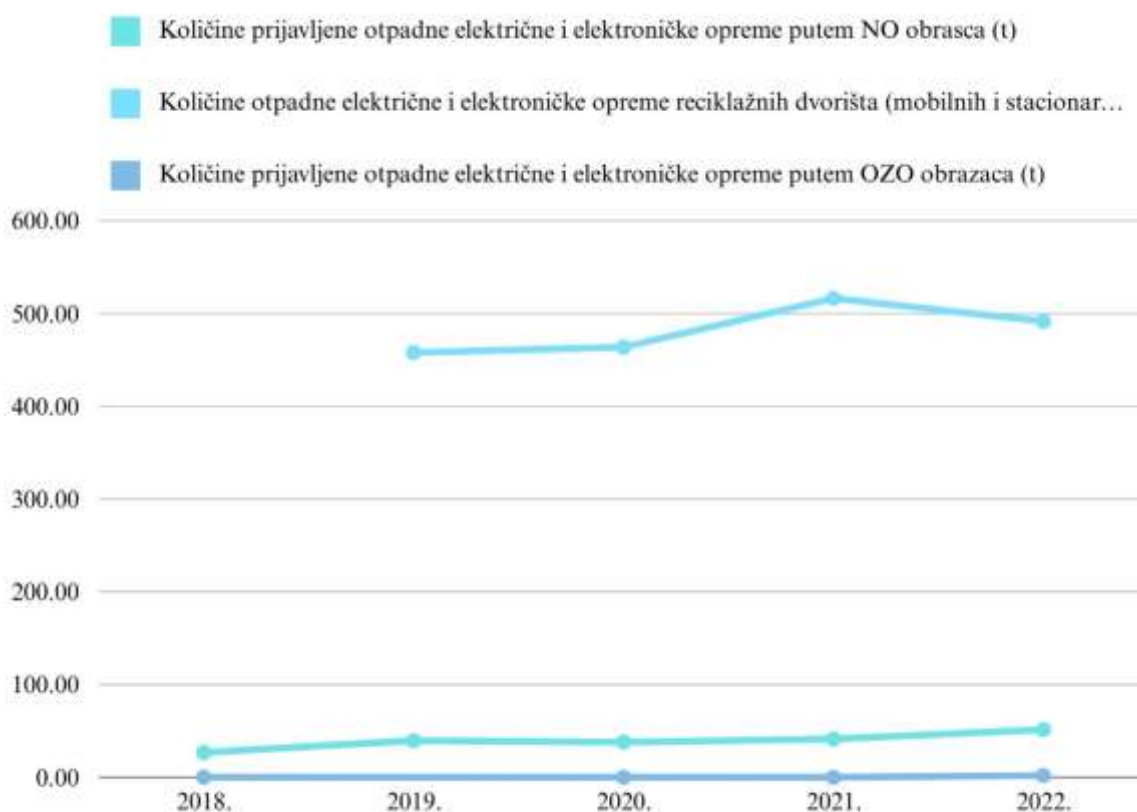 Količine prijavljene otpadne električne i elektroničke opreme putem NO obrasca (t)
Količine otpadne električne i elektroničke opreme reciklažnih dvorišta (mobilnih i stacionar…
Količine prijavljene otpadne električne i elektroničke opreme putem OZO obrazaca (t)
600.00
500.00
400.00
300.00
200.00
100.00
0.00
2018. 2019. 2020. 2021. 2022.